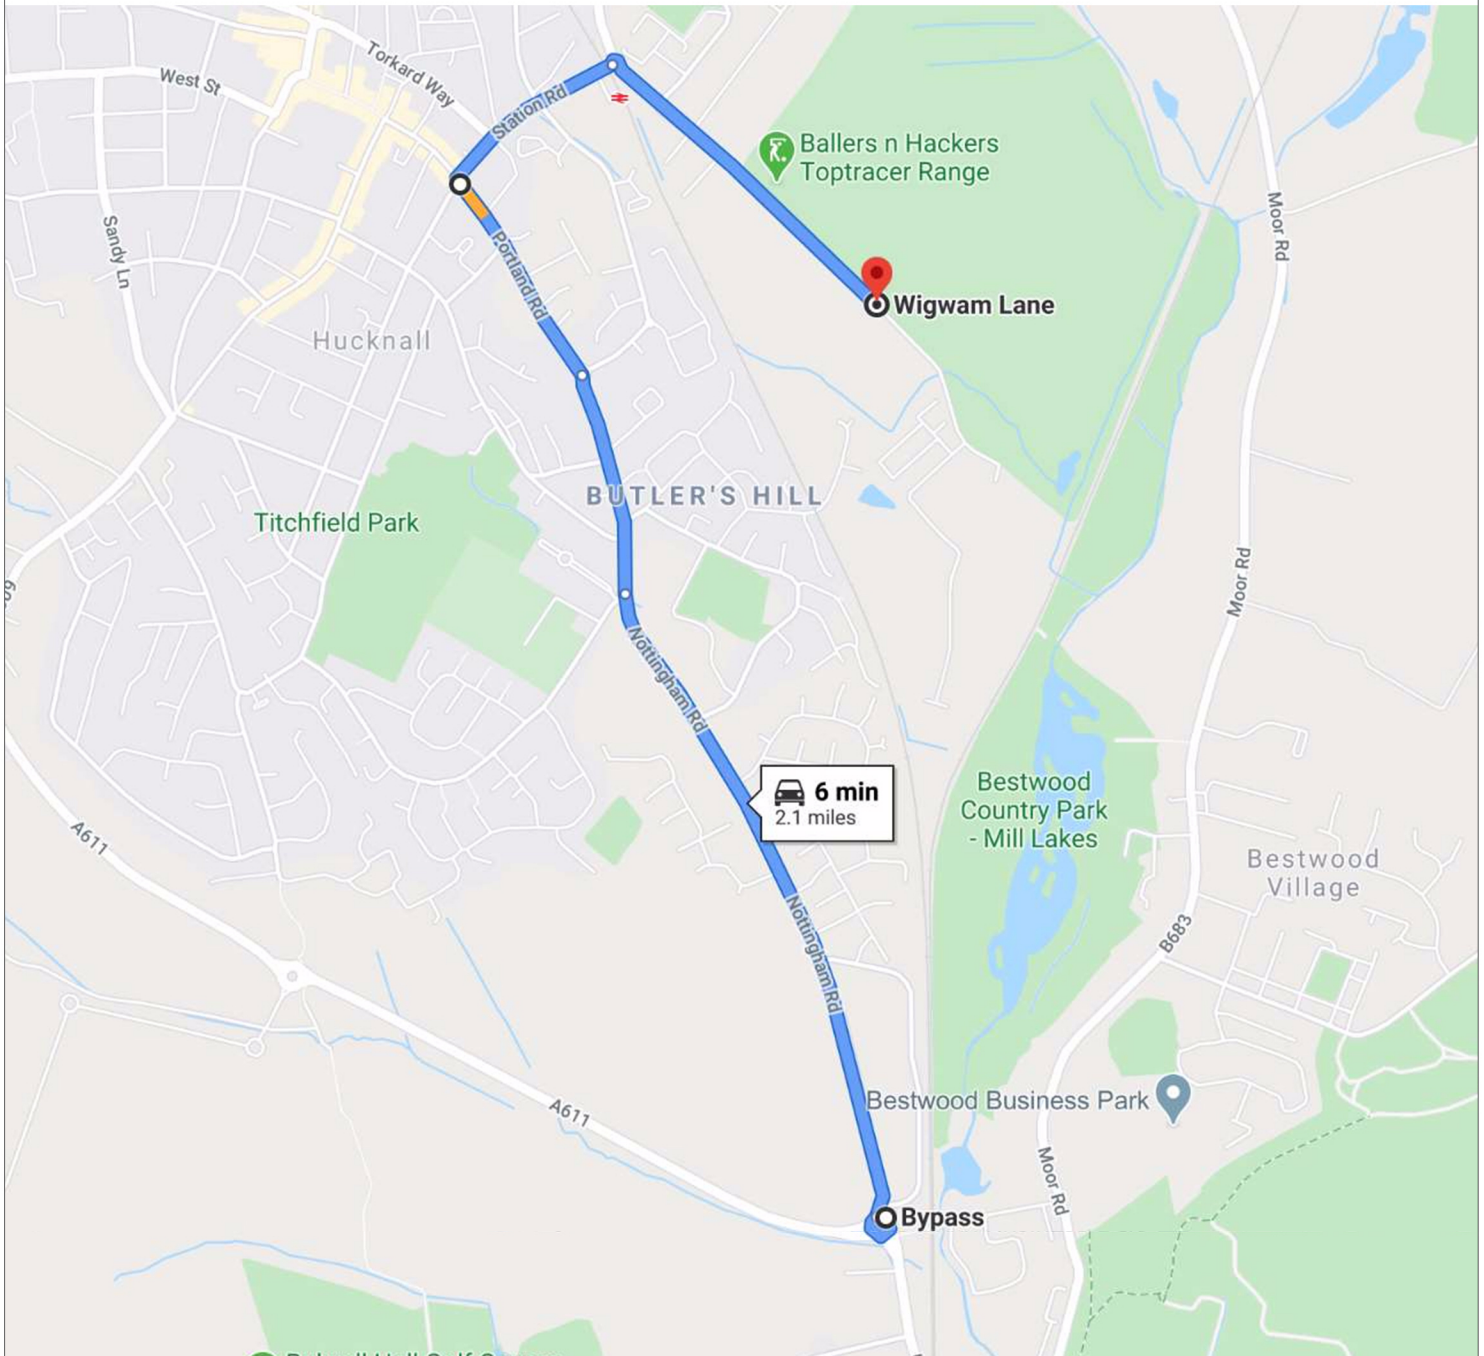 Torkard Way
West St
Station Rd
Ballers n Hackers
Toptracer Range
Moor Rd
Sandy Ln
Portland Rd
Wigwam Lane
Hucknall
BUTLER'S HILL
Titchfield Park
Moor Rd
Nottingham Rd
6 min
2.1 miles
Bestwood
Country Park
- Mill Lakes
A611
Bestwood
Village
Nottingham Rd
B683
Bestwood Business Park
A611
Moor Rd
Bypass